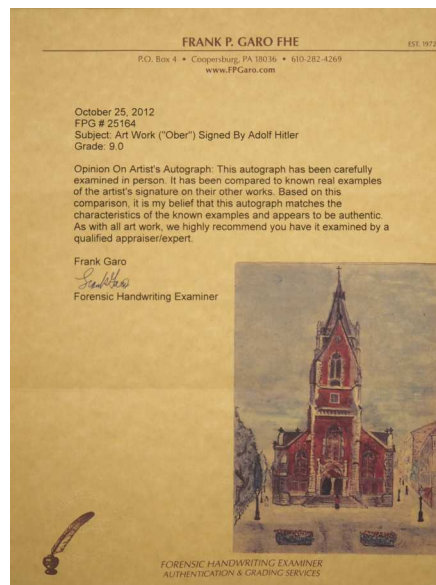 FRANK P. GARO FHE
EST. 1972
P.O. Box 4 • Coopersburg, PA 18036 • 610-282-4269
www.FPGaro.com
October 25, 2012
FPG # 25164
Subject: Art Work ("Ober") Signed By Adolf Hitler
Grade: 9.0
Opinion On Artist's Autograph: This autograph has been carefully
examined in person. It has been compared to known real examples
of the artist's signature on their other works. Based on this
comparison, it is my belief that this autograph matches the
characteristics of the known examples and appears to be authentic.
As with all art work, we highly recommend you have it examined by a
qualified appraiser/expert.
Frank Garo
Frank Garo
Forensic Handwriting Examiner
FORENSIC HANDWRITING EXAMINER
AUTHENTICATION & GRADING SERVICES